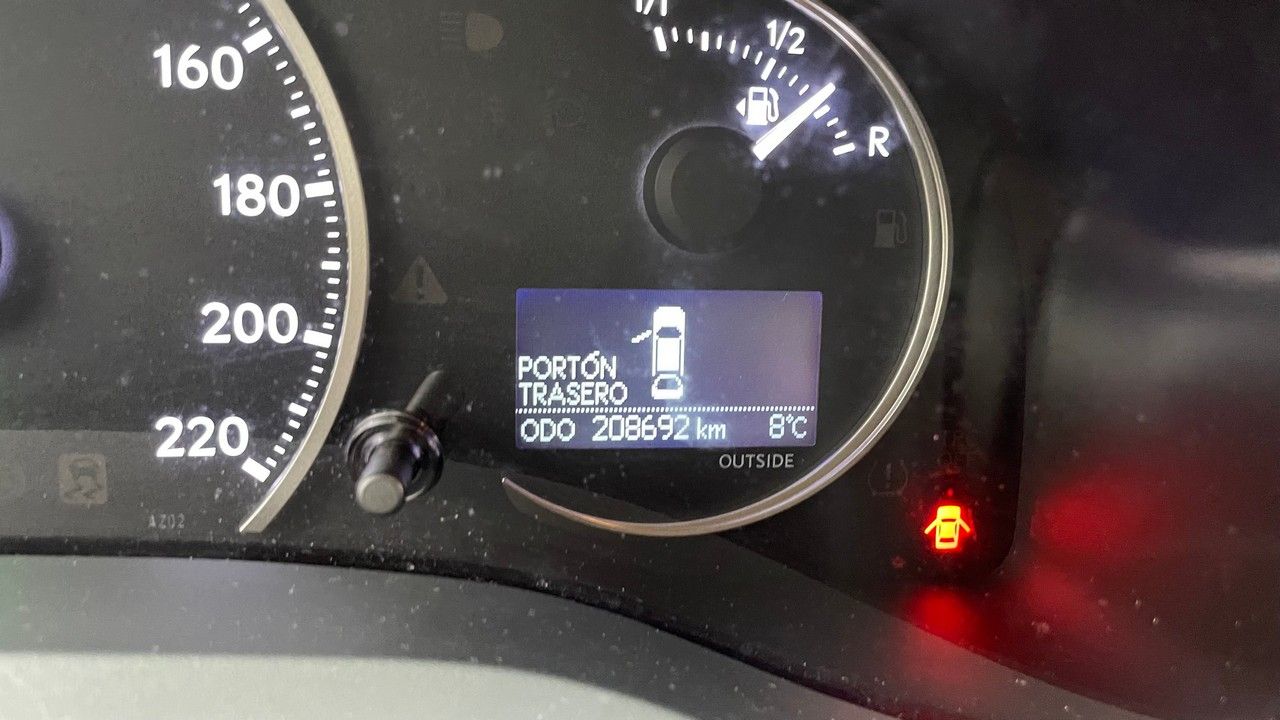 160
180
200
220
AZ02
1/1
1/2
R
PORTÓN
TRASERO
ODO 208692 km 8°C
OUTSIDE